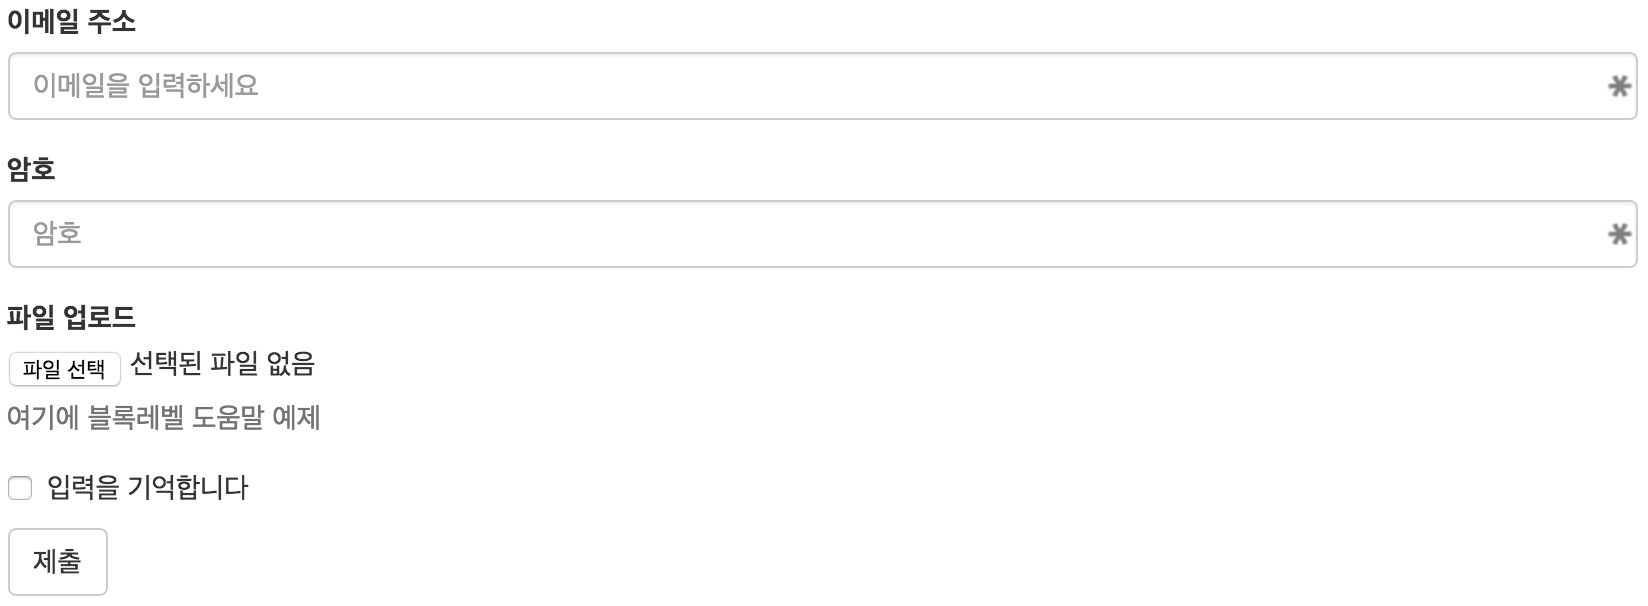 이메일 주소
이메일을 입력하세요
암호
암호
파일 업로드
파일 선택 선택된 파일 없음
여기에 블록레벨 도움말 예제
입력을 기억합니다
제출